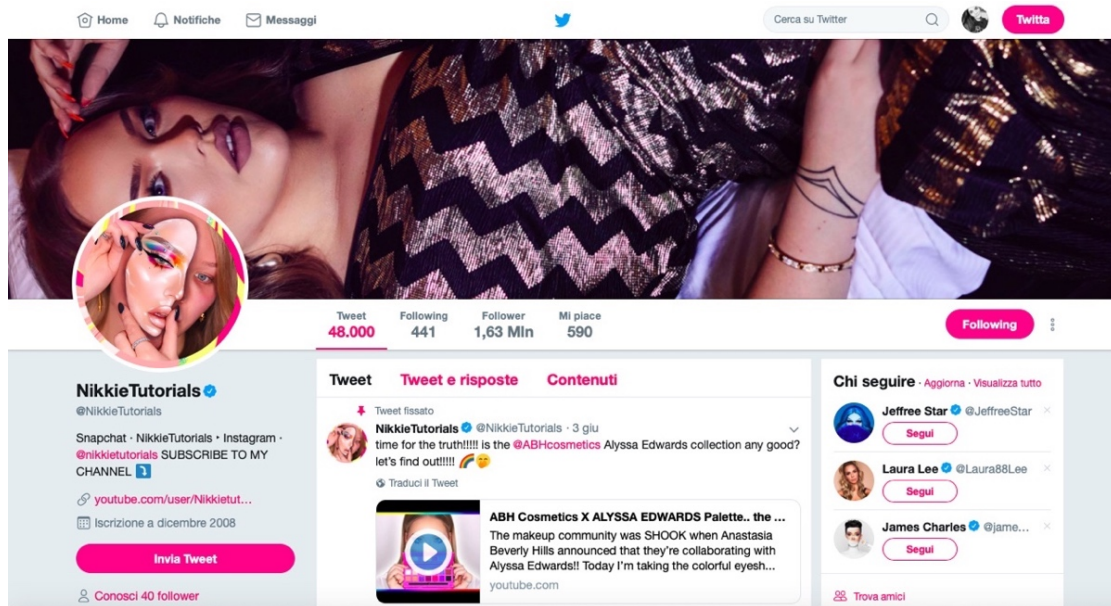 Home
Notifiche
Messaggi
Cerca su Twitter
Twitta
Tweet
48.000
Following
441
Follower
1,63 Mln
Mi piace
590
Following
NikkieTutorials
@NikkieTutorials
Snapchat · NikkieTutorials • Instagram ·
@nikkietutorials SUBSCRIBE TO MY
CHANNEL
youtube.com/user/Nikkietut...
Iscrizione a dicembre 2008
Invia Tweet
Conosci 40 follower
Tweet
Tweet e risposte
Contenuti
Tweet fissato
NikkieTutorials @NikkieTutorials · 3 giu
time for the truth!!!!! is the @ABHcosmetics Alyssa Edwards collection any good?
let's find out!!!!!
Traduci il Tweet
ABH Cosmetics X ALYSSA EDWARDS Palette.. the ...
The makeup community was SHOOK when Anastasia
Beverly Hills announced that they're collaborating with
Alyssa Edwards!! Today I'm taking the colorful eyesh...
youtube.com
Chi seguire · Aggiorna · Visualizza tutto
Jeffree Star @JeffreeStar
Segui
Laura Lee @Laura88Lee
Segui
James Charles @jame...
Segui
Trova amici